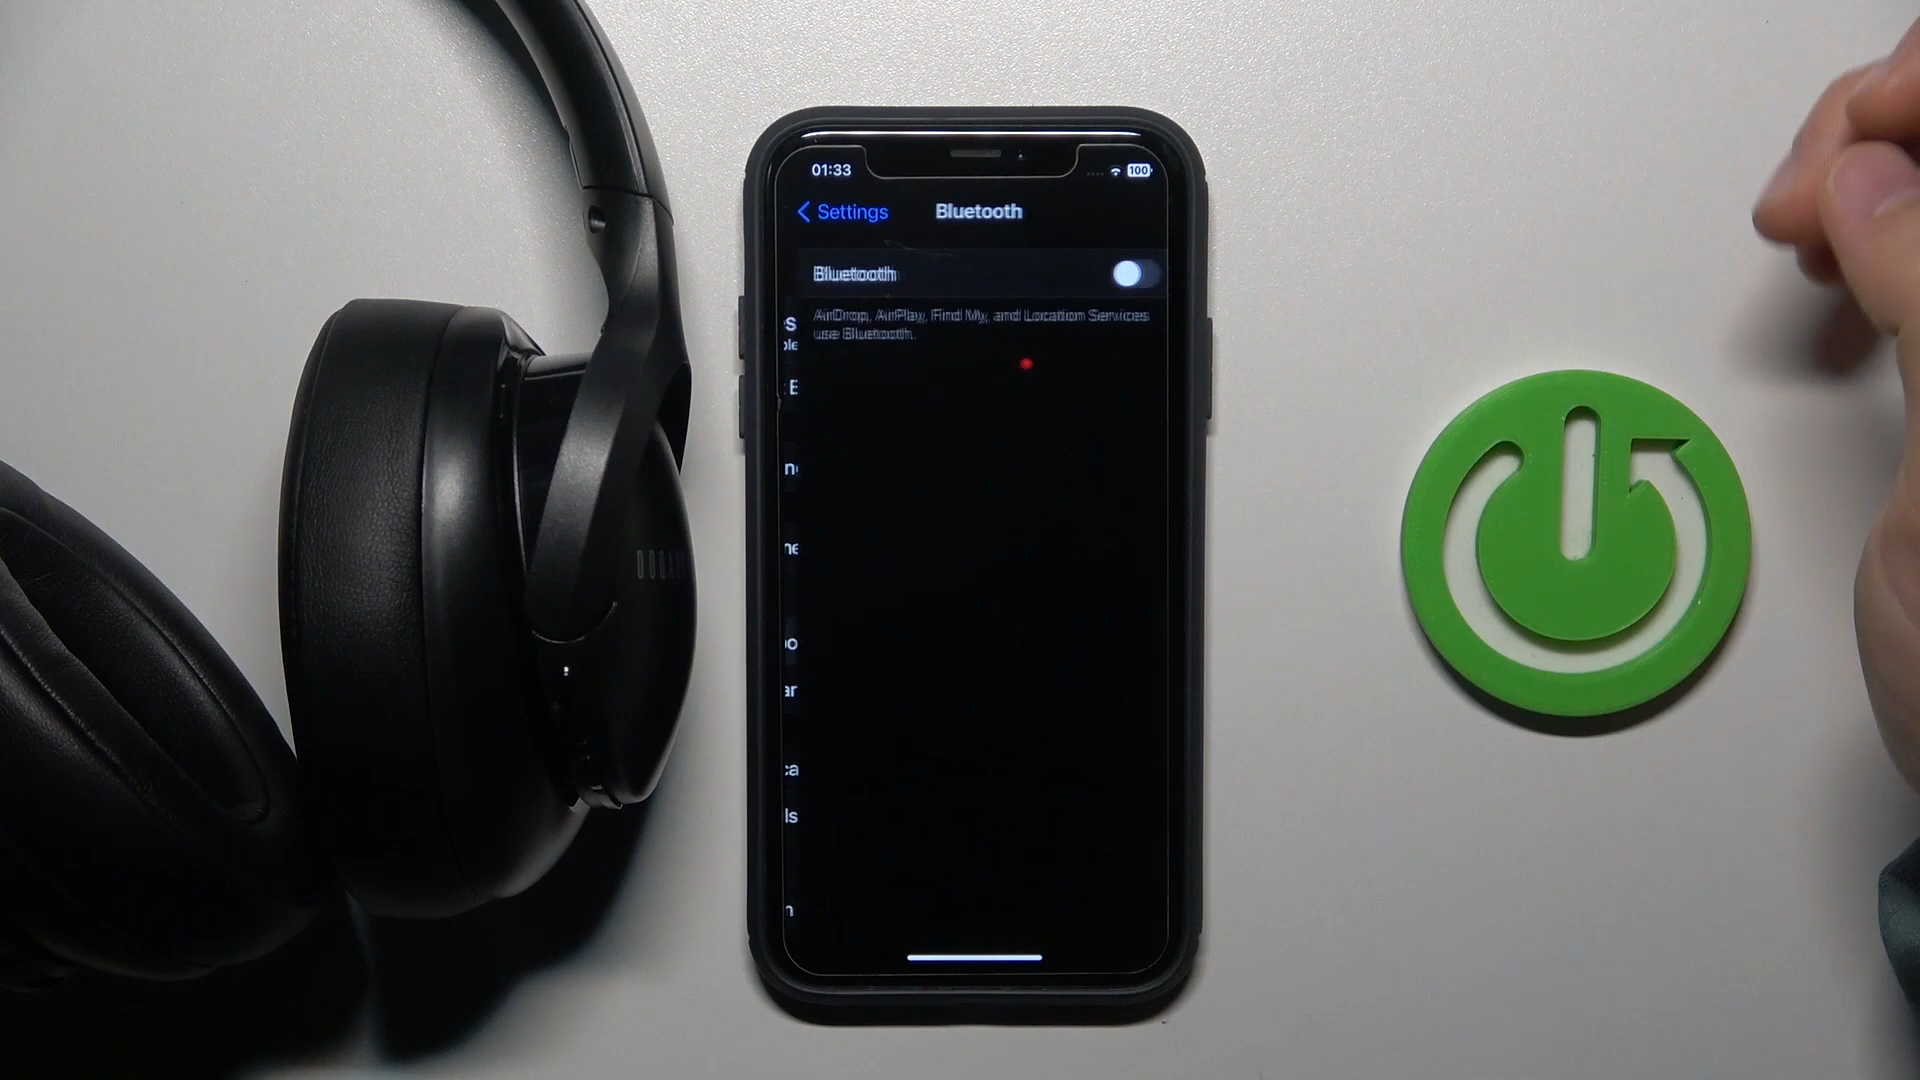 01:33
100
Settings
Bluetooth
Bluetooth
AirDrop, AirPlay, Find My, and Location Services
use Bluetooth.